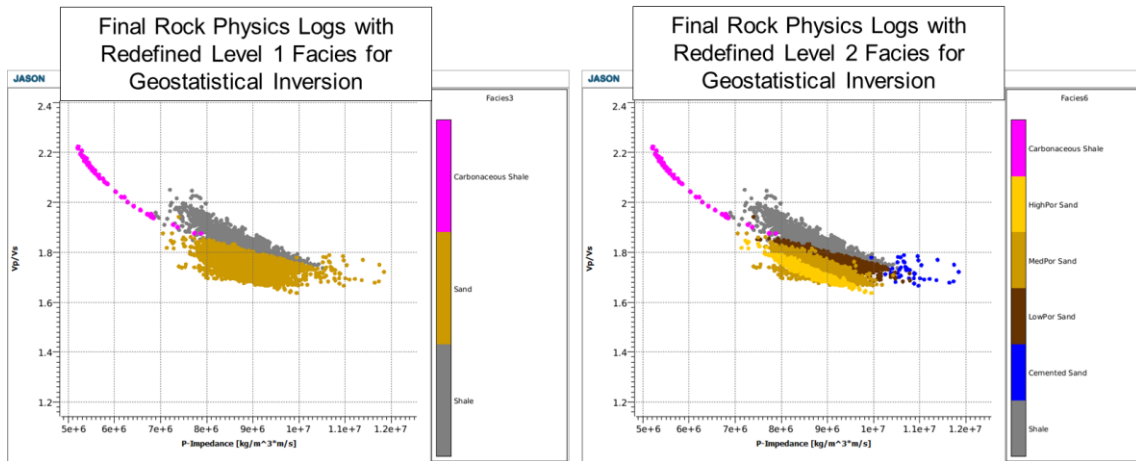 Final Rock Physics Logs with
Redefined Level 1 Facies for
Geostatistical Inversion
JASON
Facies3
2.4
2.2
2
1.8
1.6
1.4
1.2
Vp/Vs
5e+6
6e+6
7e+6
8e+6
9e+6
10e+6
1.1e+7
1.2e+7
P-Impedance [kg/m^3*m/s]
Carbonaceous Shale
Sand
Shale
Final Rock Physics Logs with
Redefined Level 2 Facies for
Geostatistical Inversion
JASON
Facies6
2.4
2.2
2
1.8
1.6
1.4
1.2
Vp/Vs
5e+6
6e+6
7e+6
8e+6
9e+6
10e+6
1.1e+7
1.2e+7
P-Impedance [kg/m^3*m/s]
Carbonaceous Shale
HighPor Sand
MedPor Sand
LowPor Sand
Cemented Sand
Shale